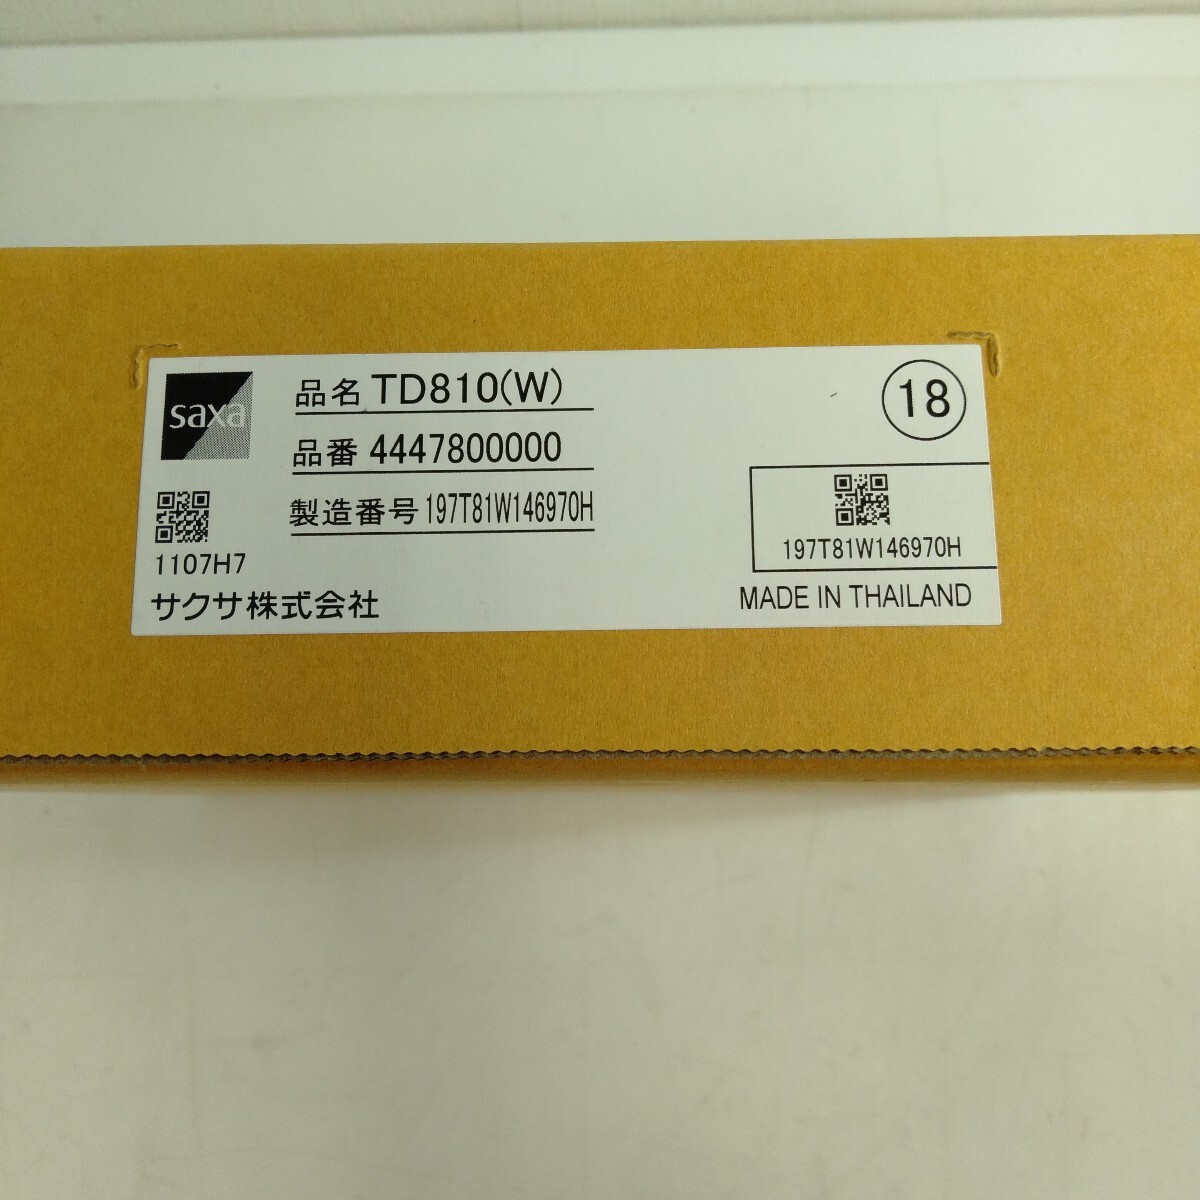 saxa
品名 TD810(W)
18
品番 4447800000
製造番号 197T81W146970H
197T81W146970H
1107H7
サクサ株式会社
MADE IN THAILAND